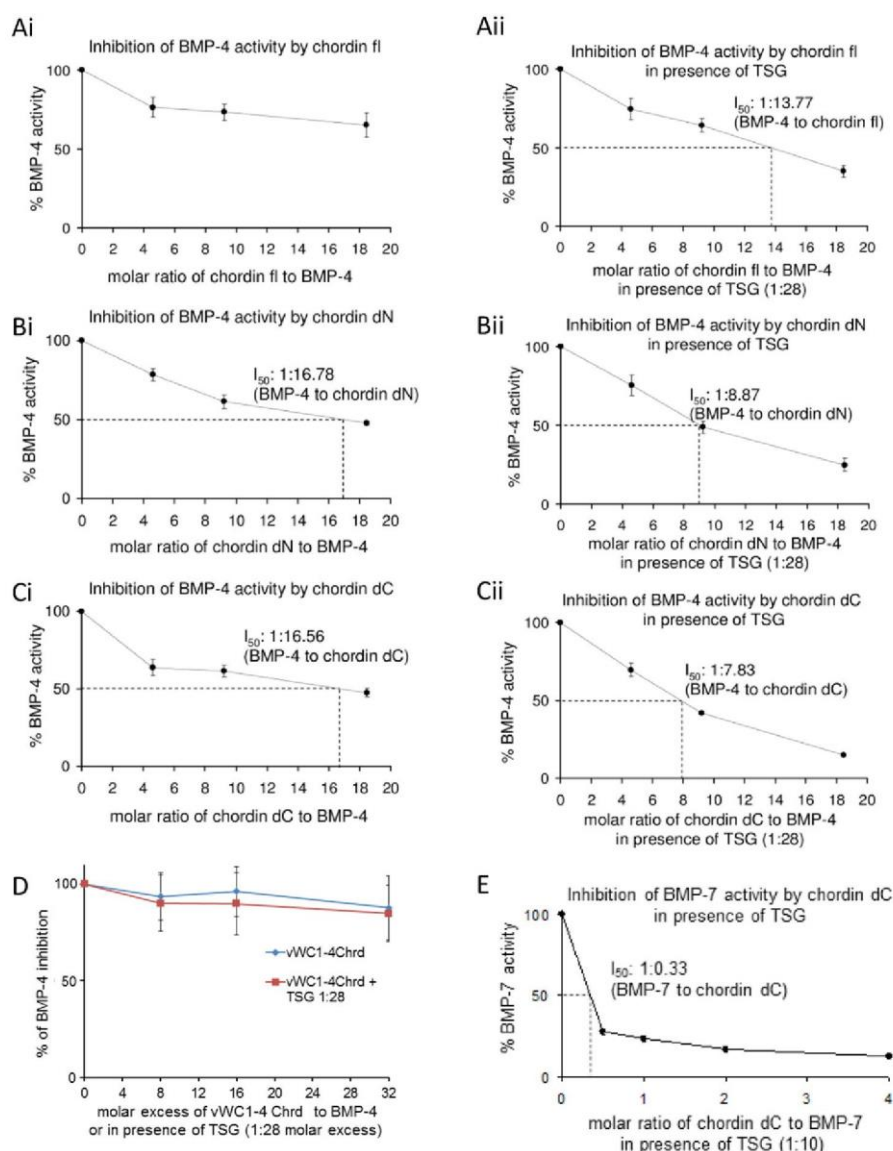 Ai
Inhibition of BMP-4 activity by chordin fl
% BMP-4 activity
100
50
0
0 2 4 6 8 10 12 14 16 18 20
molar ratio of chordin fl to BMP-4
Aii
Inhibition of BMP-4 activity by chordin fl
in presence of TSG
% BMP-4 activity
100
50
0
I50: 1:13.77
(BMP-4 to chordin fl)
0 2 4 6 8 10 12 14 16 18 20
molar ratio of chordin fl to BMP-4
in presence of TSG (1:28)
Bi
Inhibition of BMP-4 activity by chordin dN
% BMP-4 activity
100
50
0
I50: 1:16.78
(BMP-4 to chordin dN)
0 2 4 6 8 10 12 14 16 18 20
molar ratio of chordin dN to BMP-4
Bii
Inhibition of BMP-4 activity by chordin dN
in presence of TSG
% BMP-4 activity
100
50
0
I50: 1:8.87
(BMP-4 to chordin dN)
0 2 4 6 8 10 12 14 16 18 20
molar ratio of chordin dN to BMP-4
in presence of TSG (1:28)
Ci
Inhibition of BMP-4 activity by chordin dC
% BMP-4 activity
100
50
0
I50: 1:16.56
(BMP-4 to chordin dC)
0 2 4 6 8 10 12 14 16 18 20
molar ratio of chordin dC to BMP-4
Cii
Inhibition of BMP-4 activity by chordin dC
in presence of TSG
% BMP-4 activity
100
50
0
I50: 1:7.83
(BMP-4 to chordin dC)
0 2 4 6 8 10 12 14 16 18 20
molar ratio of chordin dC to BMP-4
in presence of TSG (1:28)
D
% of BMP-4 inhibition
100
50
0
vWC1-4Chrd
vWC1-4Chrd +
TSG 1:28
0 4 8 12 16 20 24 28 32
molar excess of vWC1-4 Chrd to BMP-4
or in presence of TSG (1:28 molar excess)
E
Inhibition of BMP-7 activity by chordin dC
in presence of TSG
% BMP-7 activity
100
50
0
I50: 1:0.33
(BMP-7 to chordin dC)
0 1 2 3 4
molar ratio of chordin dC to BMP-7
in presence of TSG (1:10)